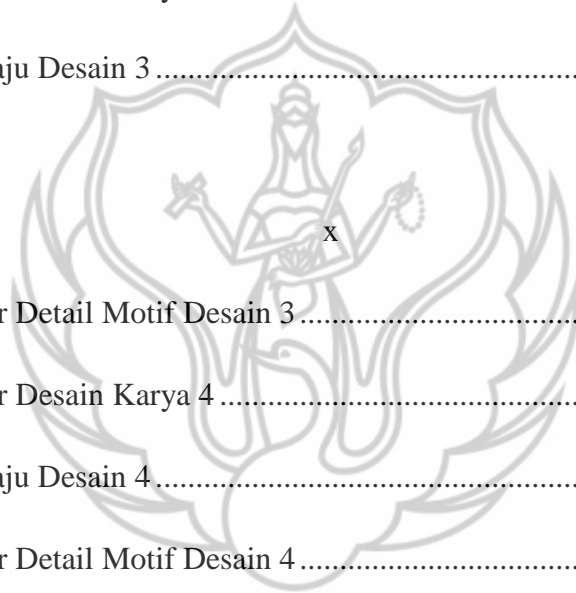 aju Desain 3 ........................................................
x
r Detail Motif Desain 3 ....................................
r Desain Karya 4 ..............................................
aju Desain 4 ........................................................
r Detail Motif Desain 4 ....................................